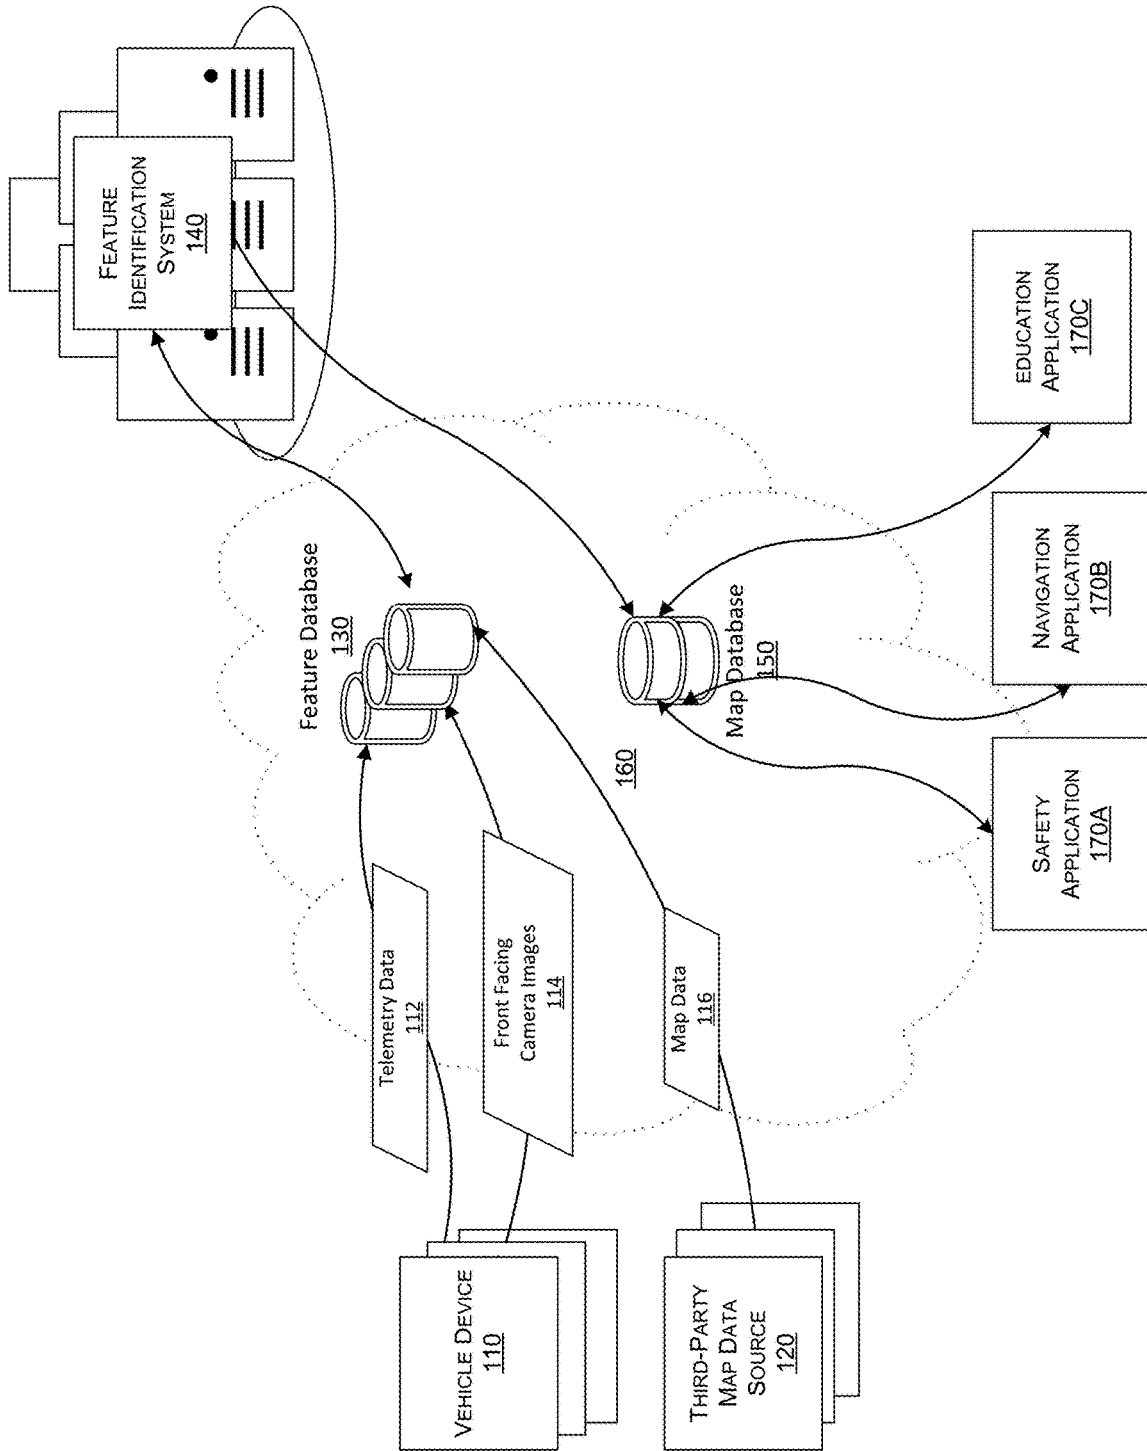 VEHICLE DEVICE
110
THIRD-PARTY
MAP DATA
SOURCE
120
Telemetry Data
112
Front Facing
Camera Images
114
Map Data
116
Feature Database
130
160
Map Database
150
FEATURE
IDENTIFICATION
SYSTEM
140
SAFETY
APPLICATION
170A
NAVIGATION
APPLICATION
170B
EDUCATION
APPLICATION
170C